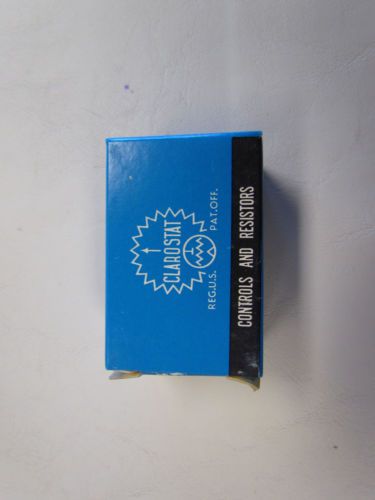 CLAROSTAT
REG.U.S. PAT.OFF.
CONTROLS AND RESISTORS